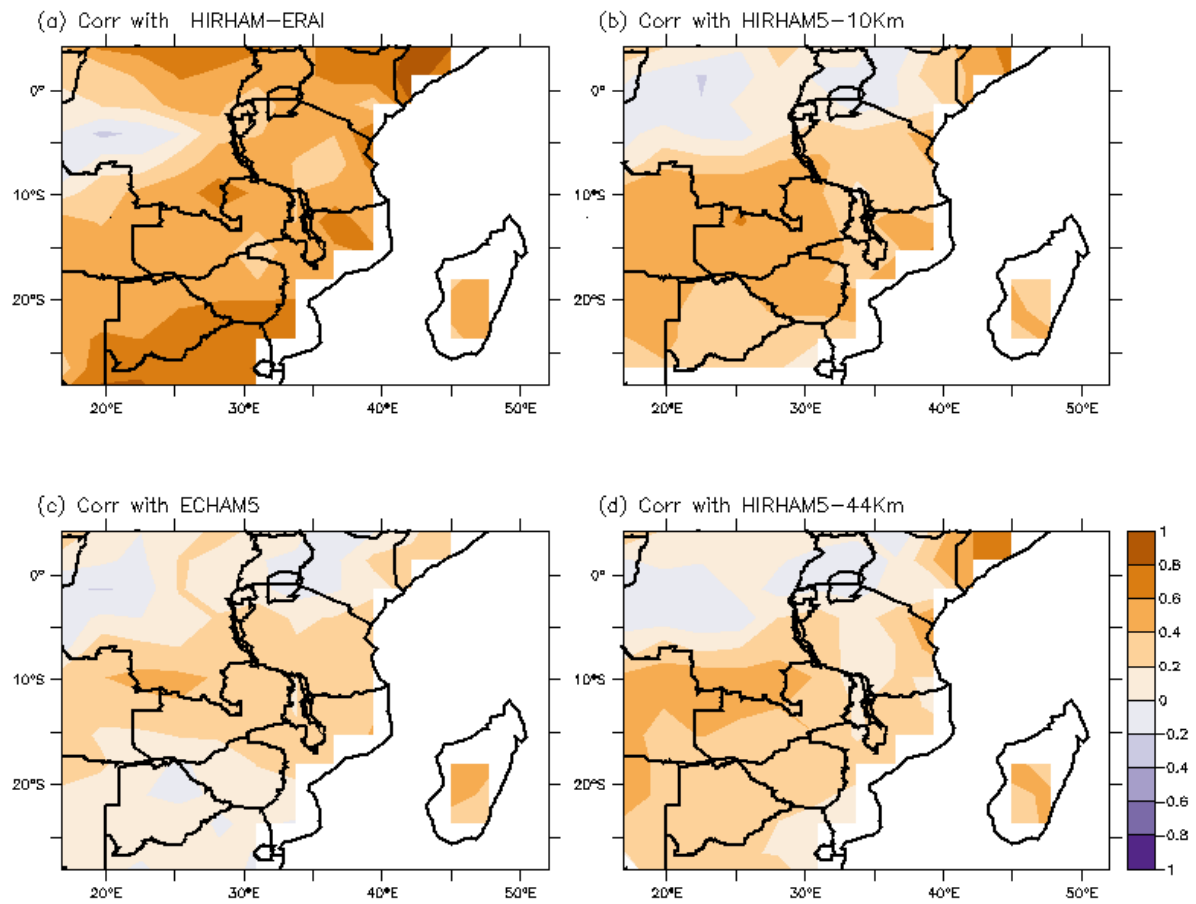 (a) Corr with HIRHAM-ERAI
0°
10°S
20°S
20°E 30°E 40°E 50°E
(b) Corr with HIRHAM5-10Km
0°
10°S
20°S
20°E 30°E 40°E 50°E
(c) Corr with ECHAM5
0°
10°S
20°S
20°E 30°E 40°E 50°E
(d) Corr with HIRHAM5-44Km
0°
10°S
20°S
20°E 30°E 40°E 50°E
1
0.8
0.6
0.4
0.2
0
-0.2
-0.4
-0.6
-0.8
1